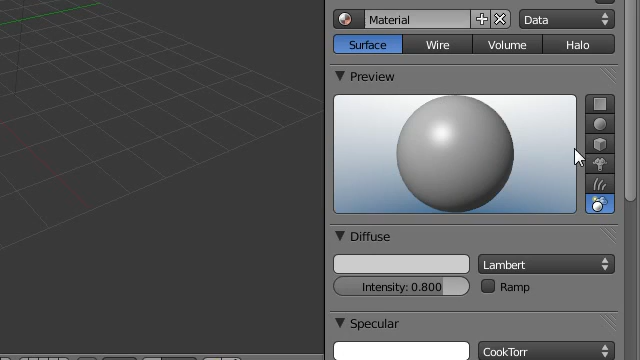 Material Data
Surface Wire Volume Halo
Preview
Diffuse
Lambert
Intensity: 0.800 Ramp
Specular
CookTorr